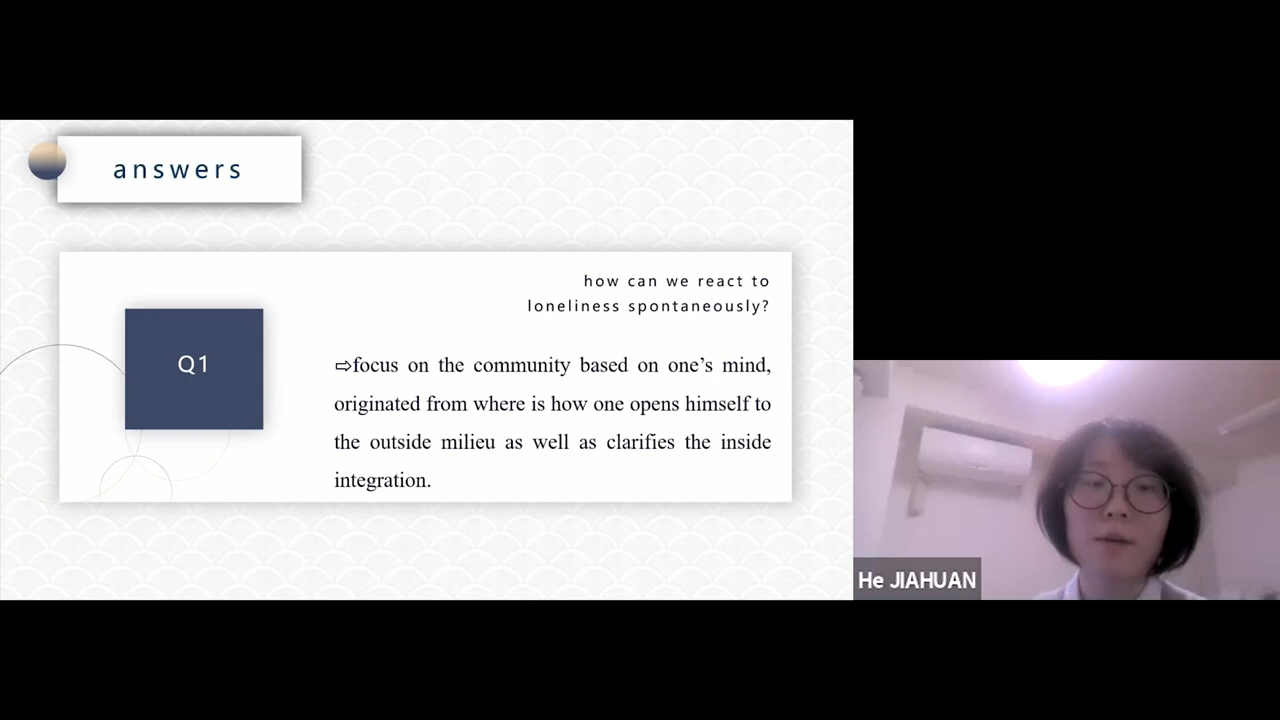 answers
how can we react to
loneliness spontaneously?
Q1
⇨focus on the community based on one’s mind,
originated from where is how one opens himself to
the outside milieu as well as clarifies the inside
integration.
He JIAHUAN